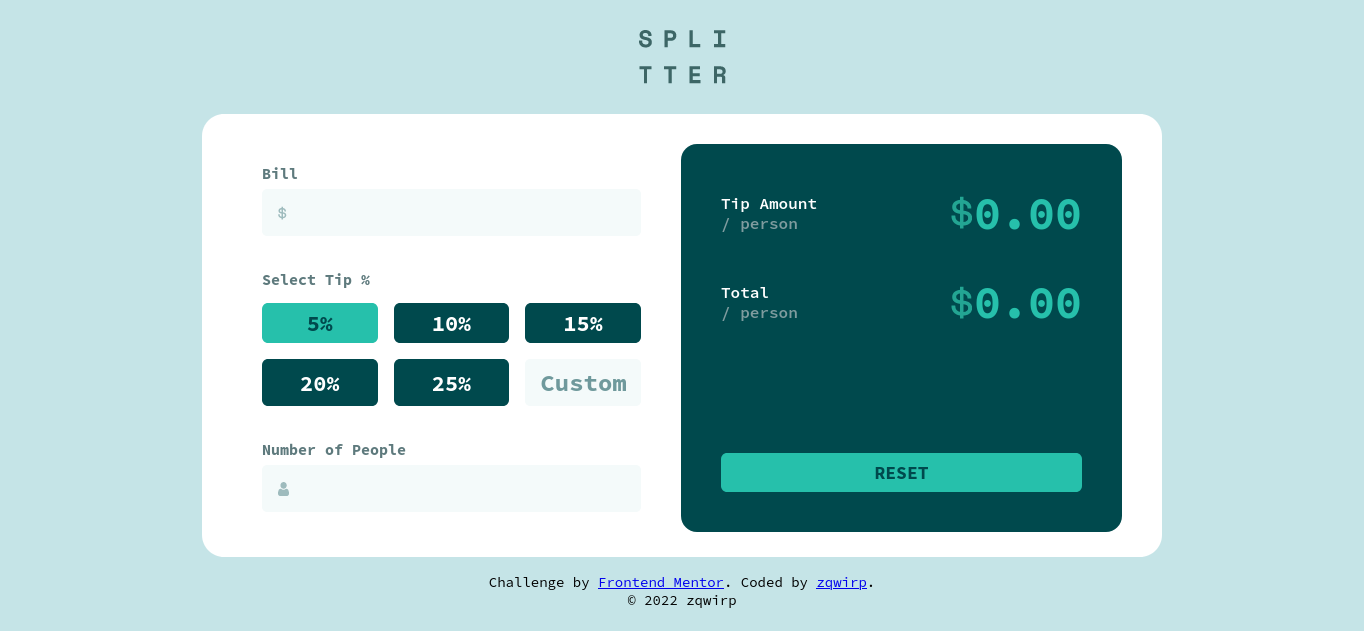 SPLI
TTER
Bill
$
Select Tip %
5% 10% 15%
20% 25% Custom
Number of People
Tip Amount
/ person
$0.00
Total
/ person
$0.00
RESET
Challenge by Frontend Mentor. Coded by zqwirp.
© 2022 zqwirp